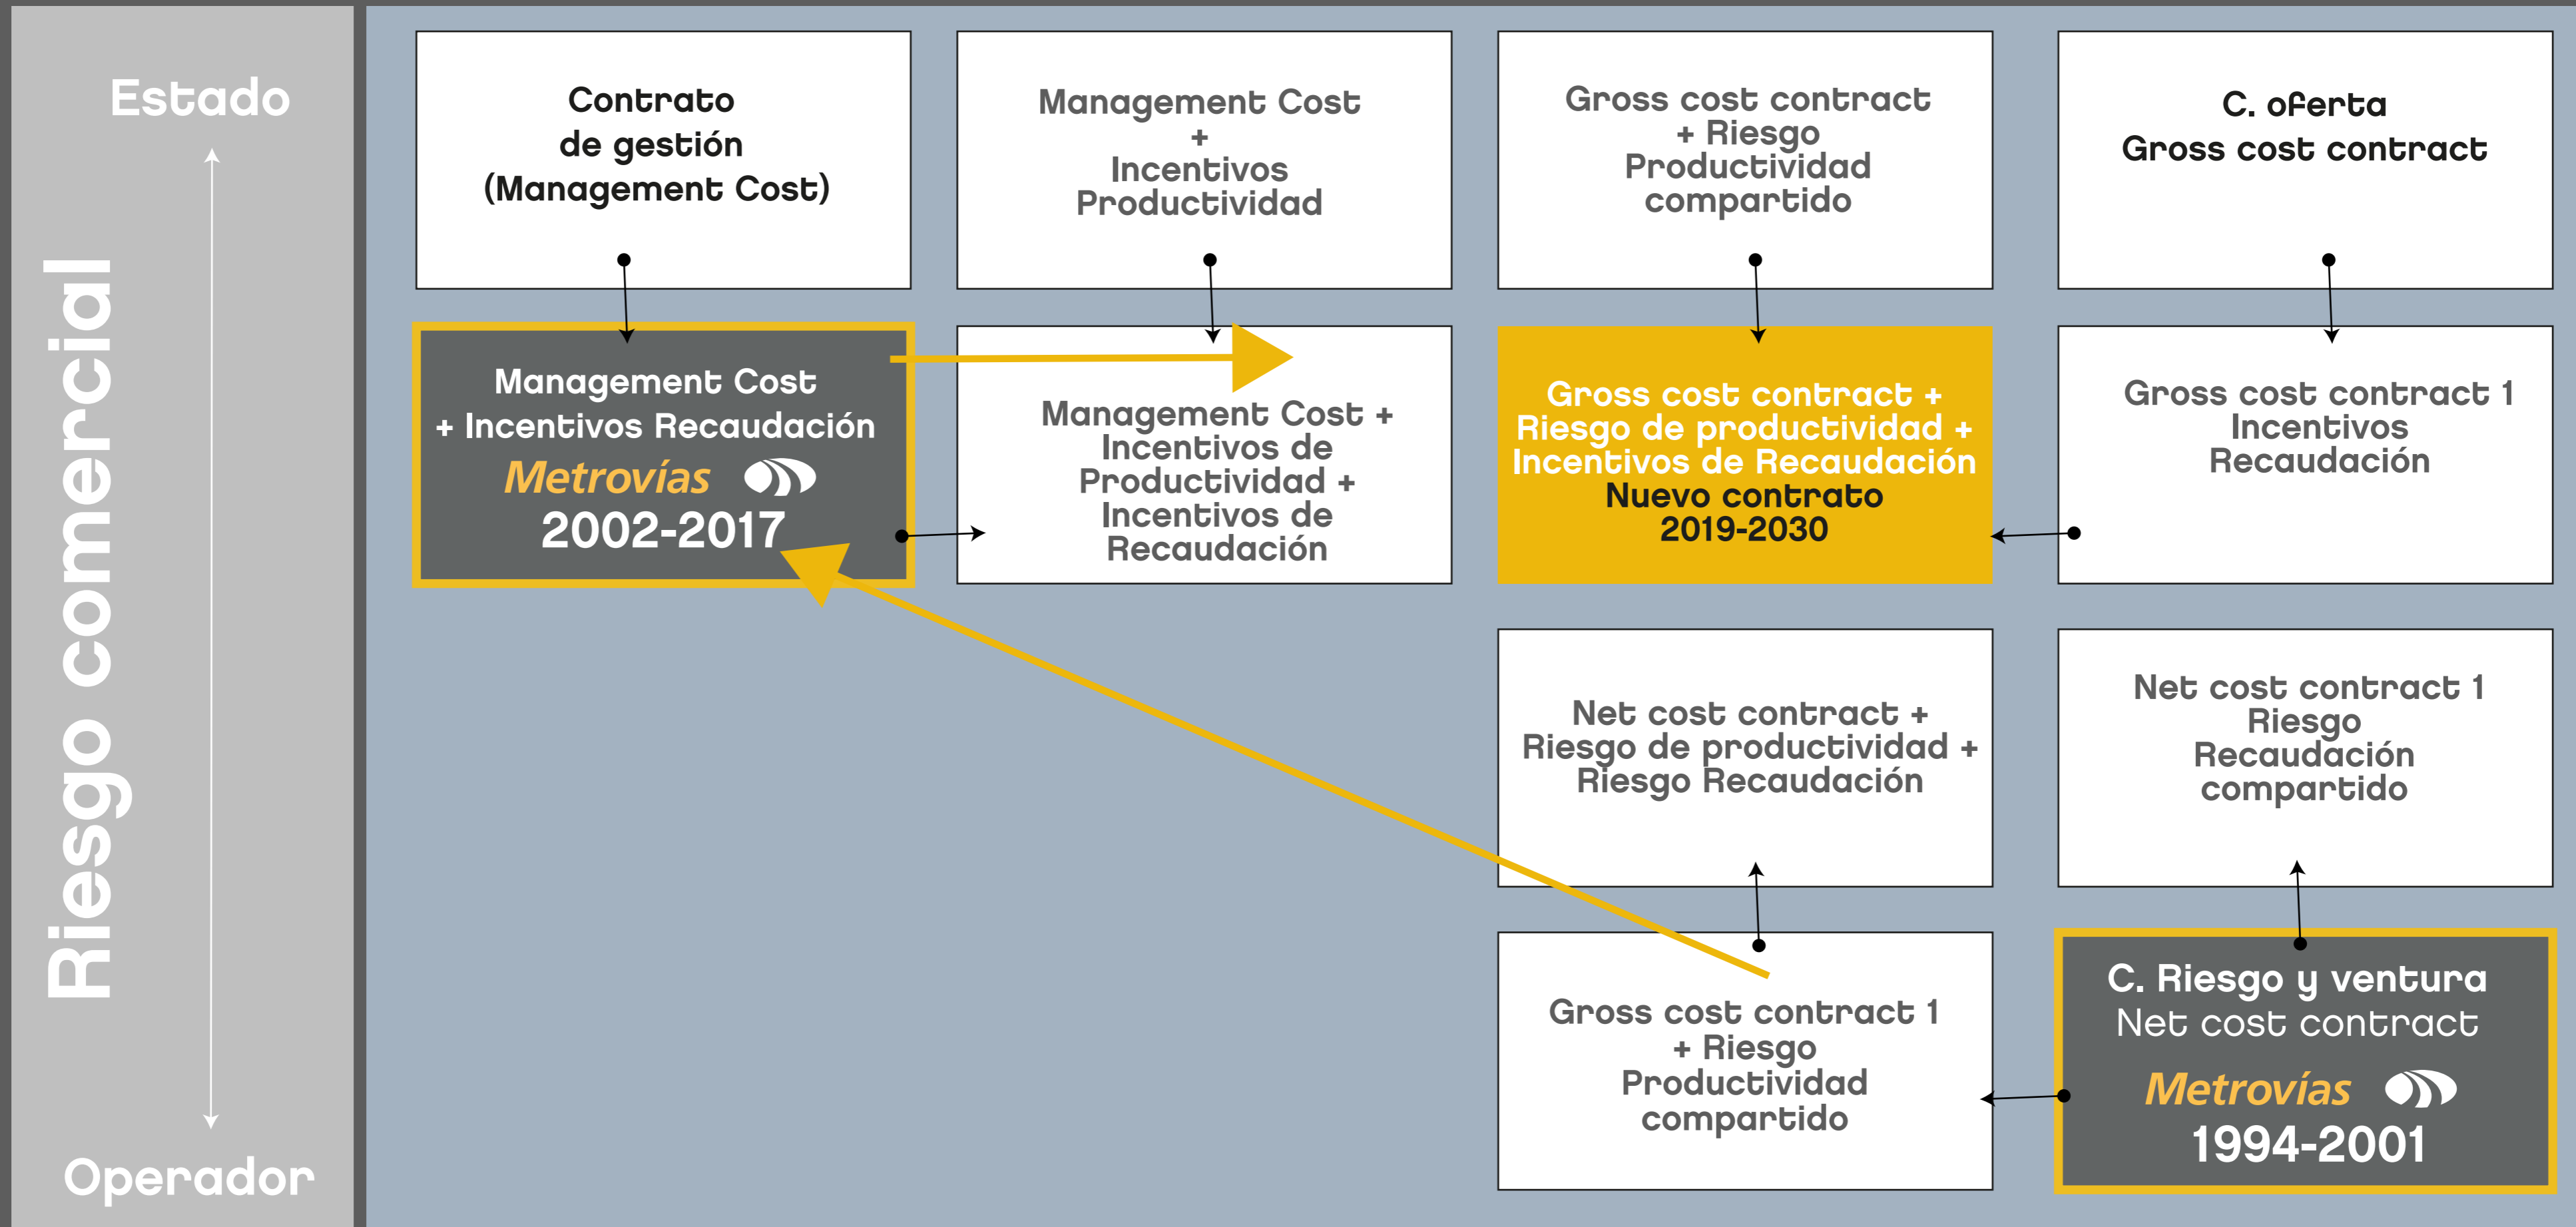 Estado
Riesgo comercial
Operador
Contrato
de gestión
(Management Cost)
Management Cost
+
Incentivos
Productividad
Gross cost contract
+ Riesgo
Productividad
compartido
C. oferta
Gross cost contract
Management Cost
+ Incentivos Recaudación
Metrovías
2002-2017
Management Cost +
Incentivos de
Productividad +
Incentivos de
Recaudación
Gross cost contract +
Riesgo de productividad +
Incentivos de Recaudación
Nuevo contrato
2019-2030
Gross cost contract 1
Incentivos
Recaudación
Net cost contract +
Riesgo de productividad +
Riesgo Recaudación
Net cost contract 1
Riesgo
Recaudación
compartido
Gross cost contract 1
+ Riesgo
Productividad
compartido
C. Riesgo y ventura
Net cost contract
Metrovías
1994-2001